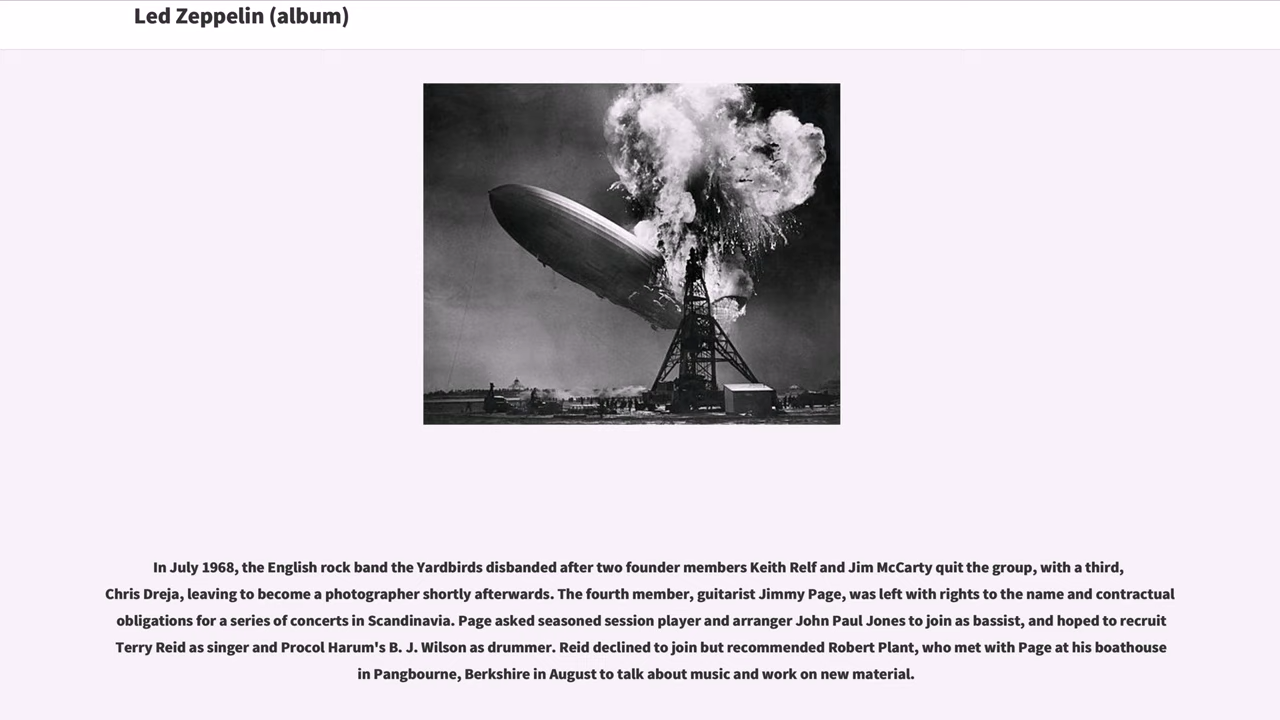 Led Zeppelin (album)
In July 1968, the English rock band the Yardbirds disbanded after two founder members Keith Relf and Jim McCarty quit the group, with a third,
Chris Dreja, leaving to become a photographer shortly afterwards. The fourth member, guitarist Jimmy Page, was left with rights to the name and contractual
obligations for a series of concerts in Scandinavia. Page asked seasoned session player and arranger John Paul Jones to join as bassist, and hoped to recruit
Terry Reid as singer and Procol Harum's B. J. Wilson as drummer. Reid declined to join but recommended Robert Plant, who met with Page at his boathouse
in Pangbourne, Berkshire in August to talk about music and work on new material.